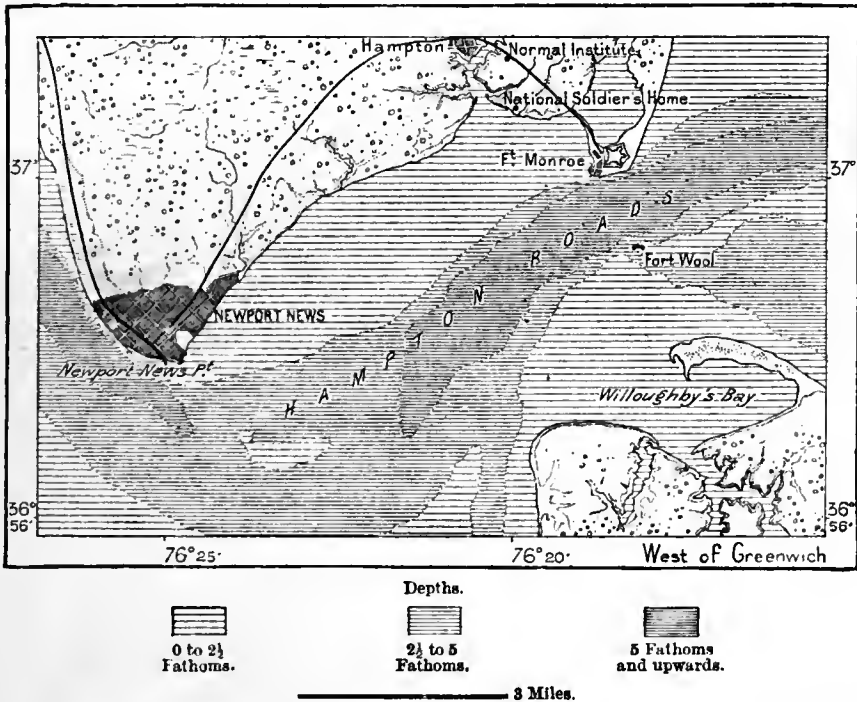 Hampton
Normal Institute
National Soldier's Home
Ft. Monroe
37°
37°
HAMPTON ROADS
Fort Wool
NEWPORT NEWS
Newport News Pt.
Willoughby's Bay
36°
56'
36°
56'
76°25'
76°20'
West of Greenwich
Depths.
0 to 2½
Fathoms.
2½ to 5
Fathoms.
5 Fathoms
and upwards.
3 Miles.